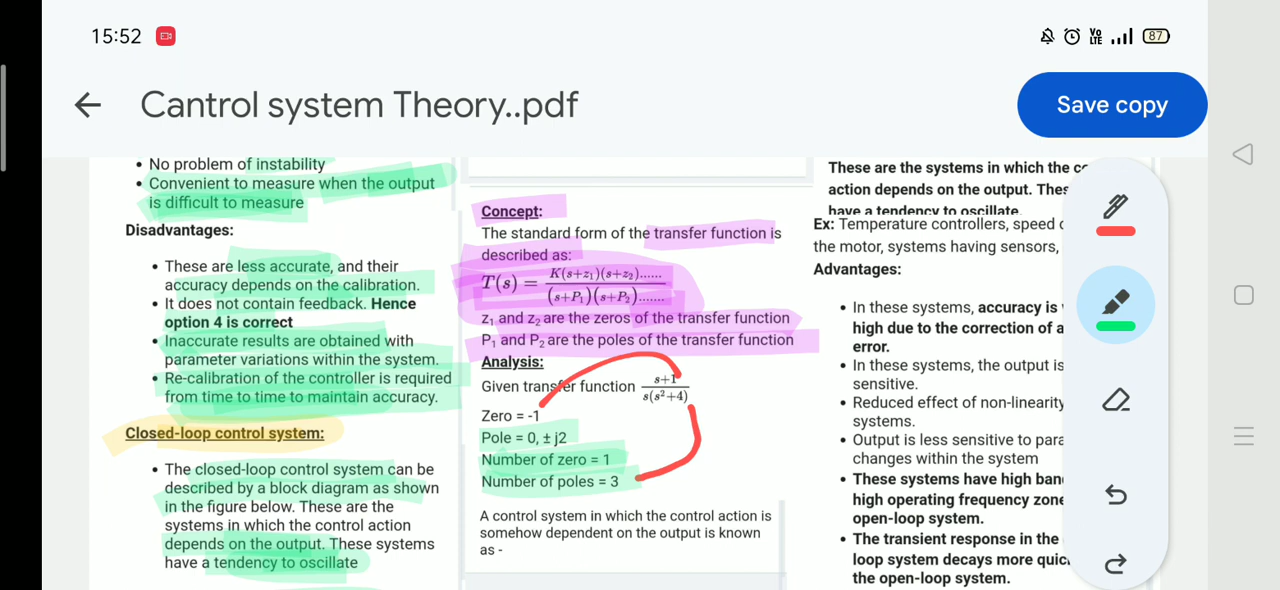 15:52
Vo LTE
87
Cantrol system Theory..pdf
Save copy
• No problem of instability
• Convenient to measure when the output
is difficult to measure
Disadvantages:
• These are less accurate, and their
accuracy depends on the calibration.
• It does not contain feedback. Hence
option 4 is correct
• Inaccurate results are obtained with
parameter variations within the system.
• Re-calibration of the controller is required
from time to time to maintain accuracy.
Closed-loop control system:
• The closed-loop control system can be
described by a block diagram as shown
in the figure below. These are the
systems in which the control action
depends on the output. These systems
have a tendency to oscillate
Concept:
The standard form of the transfer function is
described as:
T(s) = K(s+z₁)(s+z₂)...... / (s+P₁)(s+P₂).......
z₁ and z₂ are the zeros of the transfer function
P₁ and P₂ are the poles of the transfer function
Analysis:
Given transfer function s+1 / s(s²+4)
Zero = -1
Pole = 0, ± j2
Number of zero = 1
Number of poles = 3
A control system in which the control action is
somehow dependent on the output is known
as -
These are the systems in which the co
action depends on the output. Thes
have a tendency to oscillate.
Ex: Temperature controllers, speed c
the motor, systems having sensors,
Advantages:
• In these systems, accuracy is
high due to the correction of a
error.
• In these systems, the output is
sensitive.
• Reduced effect of non-linearity
systems.
• Output is less sensitive to para
changes within the system
• These systems have high ban
high operating frequency zone
open-loop system.
• The transient response in the
loop system decays more quic
the open-loop system.